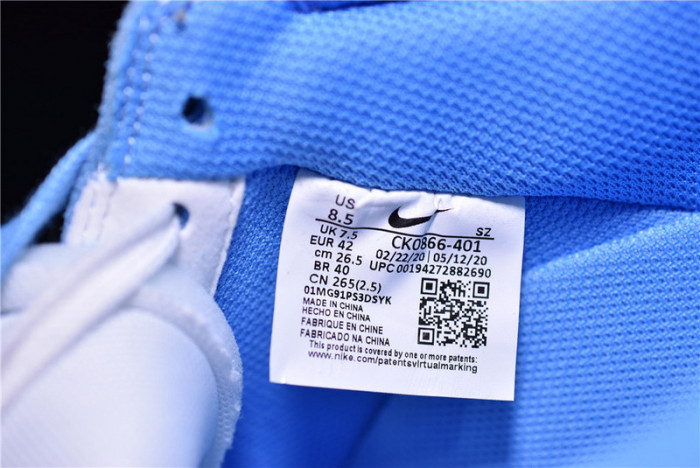 US
8.5
SZ
UK 7.5
CK0866-401
EUR 42
02/22/20 | 05/12/20
cm 26.5
UPC 00194272882690
BR 40
CN 265(2.5)
01MG91PS3DSYK
MADE IN CHINA
HECHO EN CHINA
FABRIQUE EN CHINE
FABRICADO NA CHINA
This product is covered by one or more patents:
www.nike.com/patentsvirtualmarking